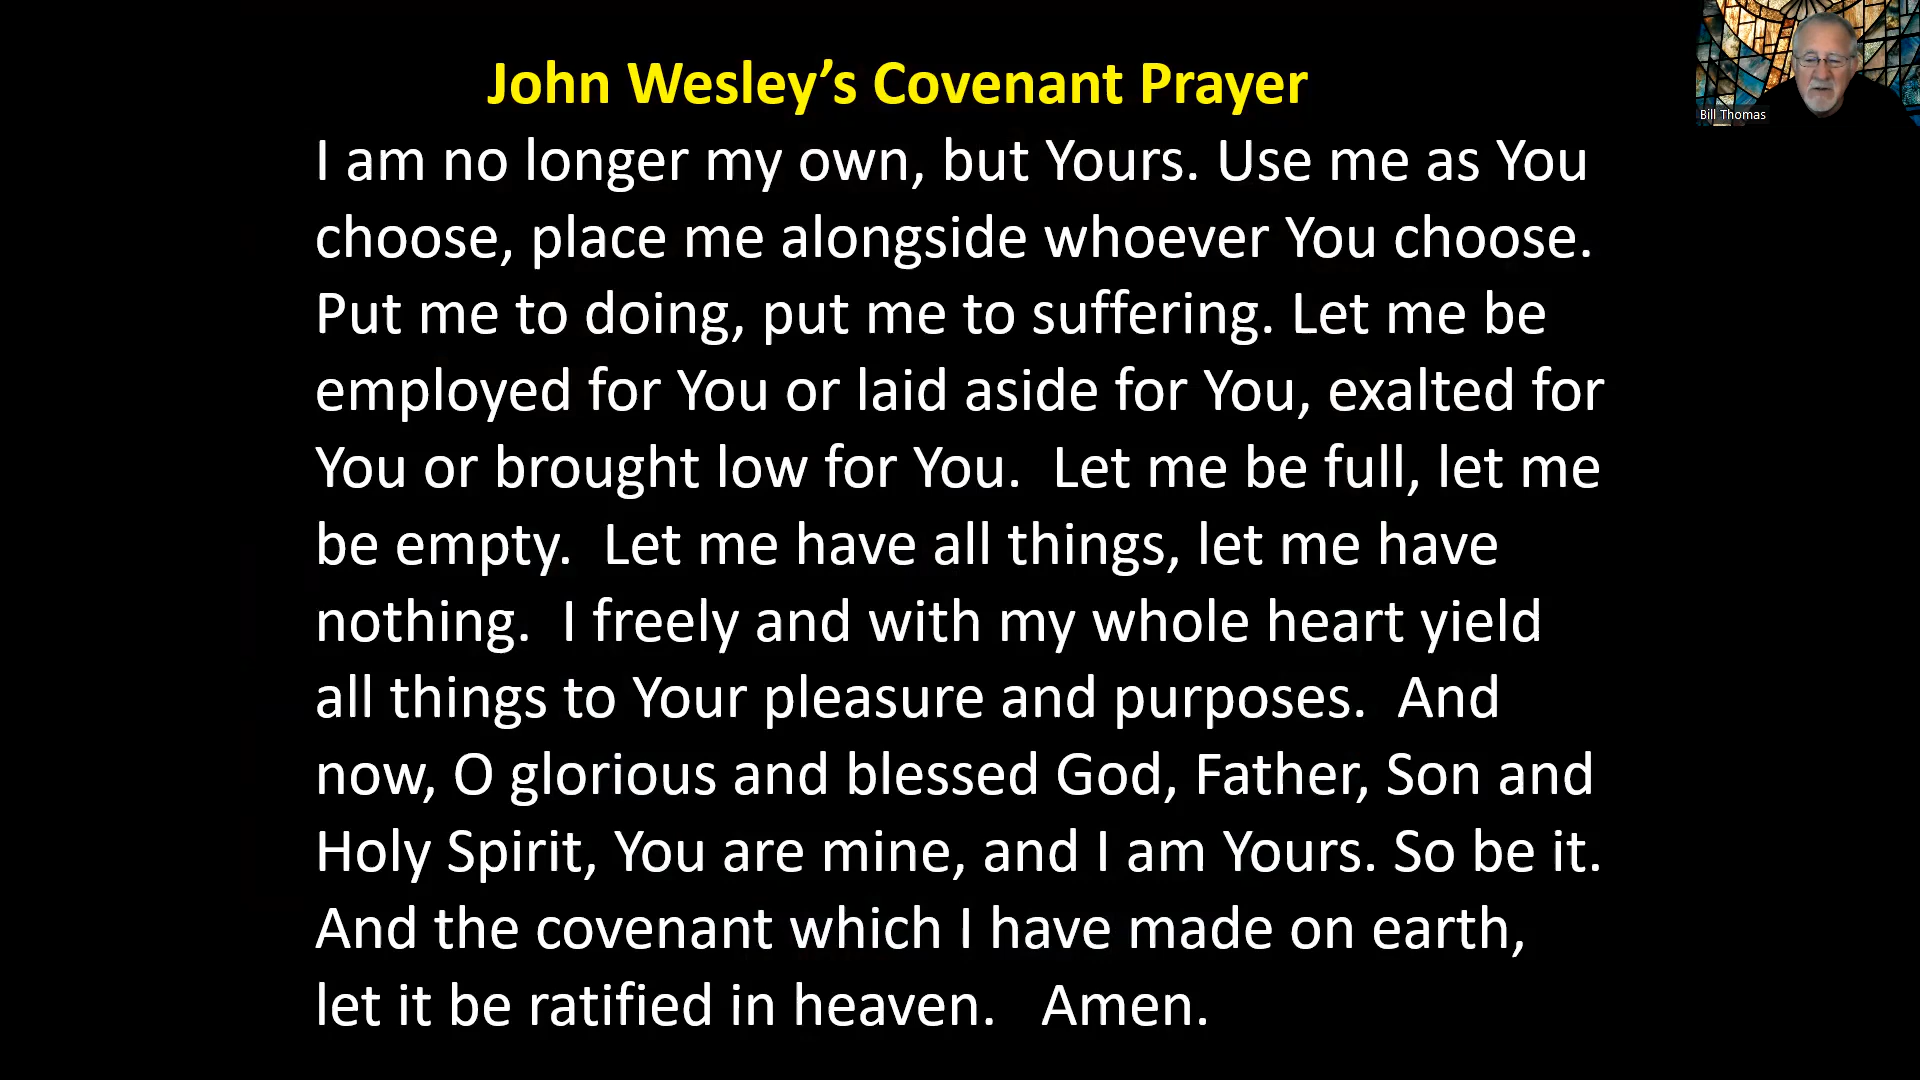 John Wesley’s Covenant Prayer
I am no longer my own, but Yours. Use me as You
choose, place me alongside whoever You choose.
Put me to doing, put me to suffering. Let me be
employed for You or laid aside for You, exalted for
You or brought low for You.  Let me be full, let me
be empty.  Let me have all things, let me have
nothing.  I freely and with my whole heart yield
all things to Your pleasure and purposes.  And
now, O glorious and blessed God, Father, Son and
Holy Spirit, You are mine, and I am Yours. So be it.
And the covenant which I have made on earth,
let it be ratified in heaven.   Amen.
Bill Thomas